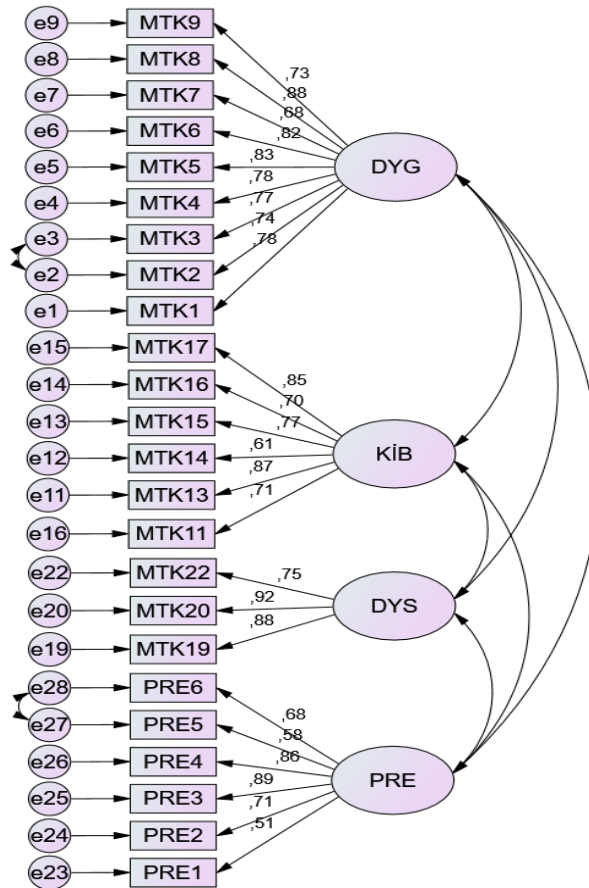 e9 MTK9
,73
e8 MTK8
,88
e7 MTK7
,68
e6 MTK6
,82
e5 MTK5 DYG
,83
e4 MTK4
,78
,77
e3 MTK3
,74
e2 MTK2
,78
e1 MTK1
e15 MTK17
,85
e14 MTK16
,70
e13 MTK15
,77
e12 MTK14 KİB
,61
e11 MTK13
,87
e16 MTK11
,71
e22 MTK22
,75
e20 MTK20 DYS
,92
,88
e19 MTK19
e28 PRE6
,68
e27 PRE5
,58
e26 PRE4
,86
PRE
e25 PRE3
,89
,71
e24 PRE2
,51
e23 PRE1